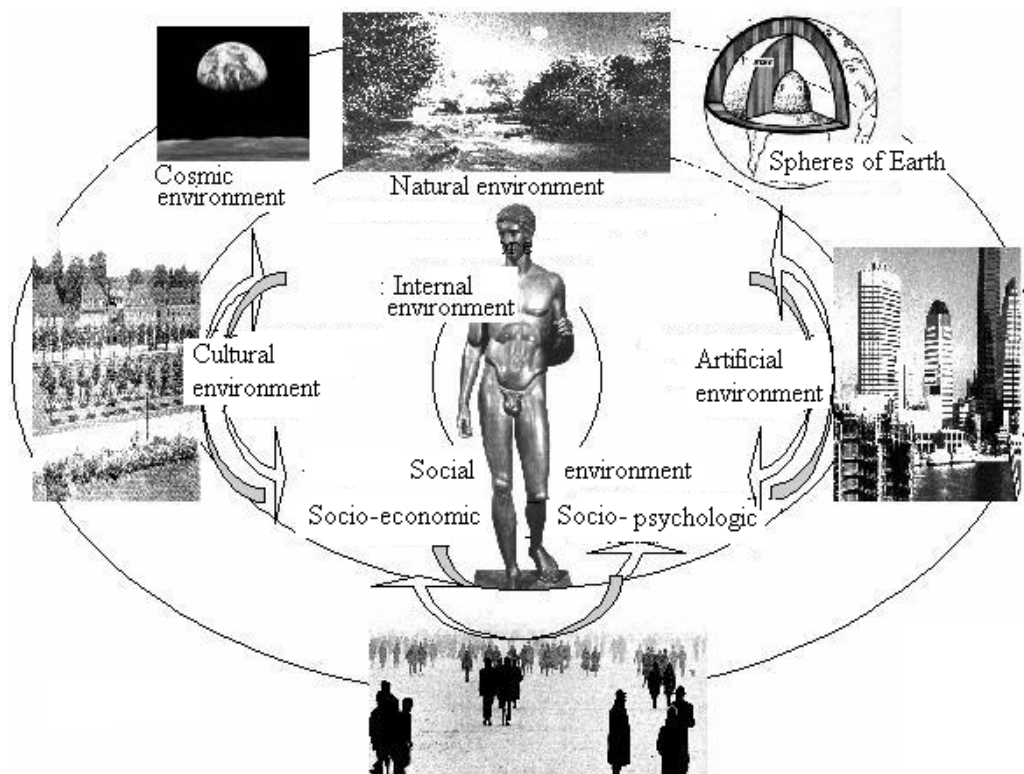 Cosmic
environment
Natural environment
Spheres of Earth
re
: Internal
environment
Cultural
environment
Artificial
environment
Social environment
Socio-economic
Socio- psychologic